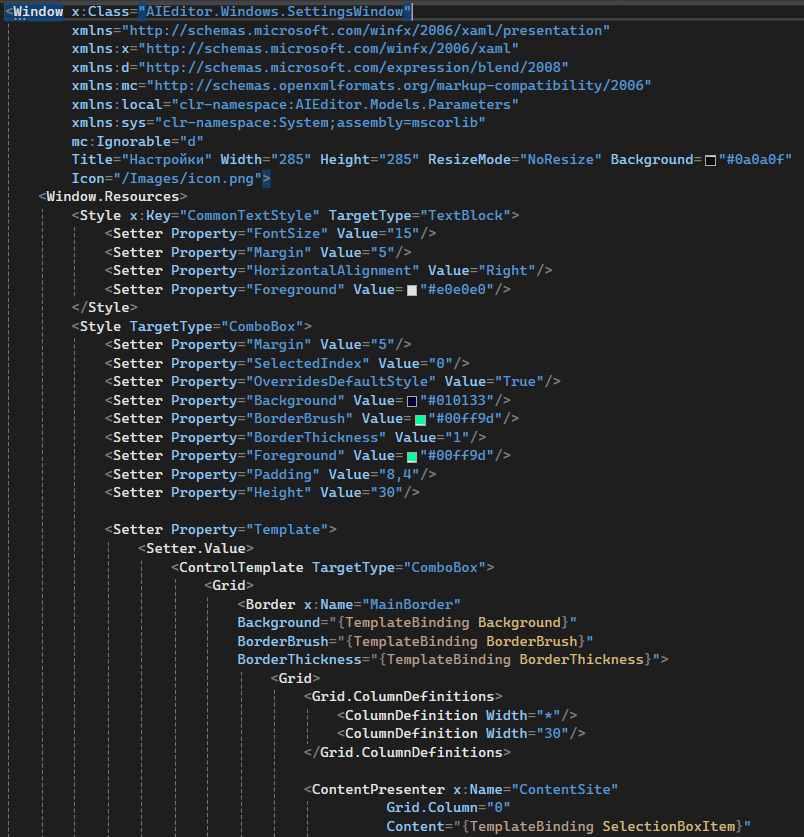 <Window x:Class="AIEditor.Windows.SettingsWindow"
xmlns="http://schemas.microsoft.com/winfx/2006/xaml/presentation"
xmlns:x="http://schemas.microsoft.com/winfx/2006/xaml"
xmlns:d="http://schemas.microsoft.com/expression/blend/2008"
xmlns:mc="http://schemas.openxmlformats.org/markup-compatibility/2006"
xmlns:local="clr-namespace:AIEditor.Models.Parameters"
xmlns:sys="clr-namespace:System;assembly=mscorlib"
mc:Ignorable="d"
Title="Настройки" Width="285" Height="285" ResizeMode="NoResize" Background="#0a0a0f"
Icon="/Images/icon.png">
<Window.Resources>
<Style x:Key="CommonTextStyle" TargetType="TextBlock">
<Setter Property="FontSize" Value="15"/>
<Setter Property="Margin" Value="5"/>
<Setter Property="HorizontalAlignment" Value="Right"/>
<Setter Property="Foreground" Value="#e0e0e0"/>
</Style>
<Style TargetType="ComboBox">
<Setter Property="Margin" Value="5"/>
<Setter Property="SelectedIndex" Value="0"/>
<Setter Property="OverridesDefaultStyle" Value="True"/>
<Setter Property="Background" Value="#010133"/>
<Setter Property="BorderBrush" Value="#00ff9d"/>
<Setter Property="BorderThickness" Value="1"/>
<Setter Property="Foreground" Value="#00ff9d"/>
<Setter Property="Padding" Value="8,4"/>
<Setter Property="Height" Value="30"/>
<Setter Property="Template">
<Setter.Value>
<ControlTemplate TargetType="ComboBox">
<Grid>
<Border x:Name="MainBorder"
Background="{TemplateBinding Background}"
BorderBrush="{TemplateBinding BorderBrush}"
BorderThickness="{TemplateBinding BorderThickness}">
<Grid>
<Grid.ColumnDefinitions>
<ColumnDefinition Width="*"/>
<ColumnDefinition Width="30"/>
</Grid.ColumnDefinitions>
<ContentPresenter x:Name="ContentSite"
Grid.Column="0"
Content="{TemplateBinding SelectionBoxItem}"